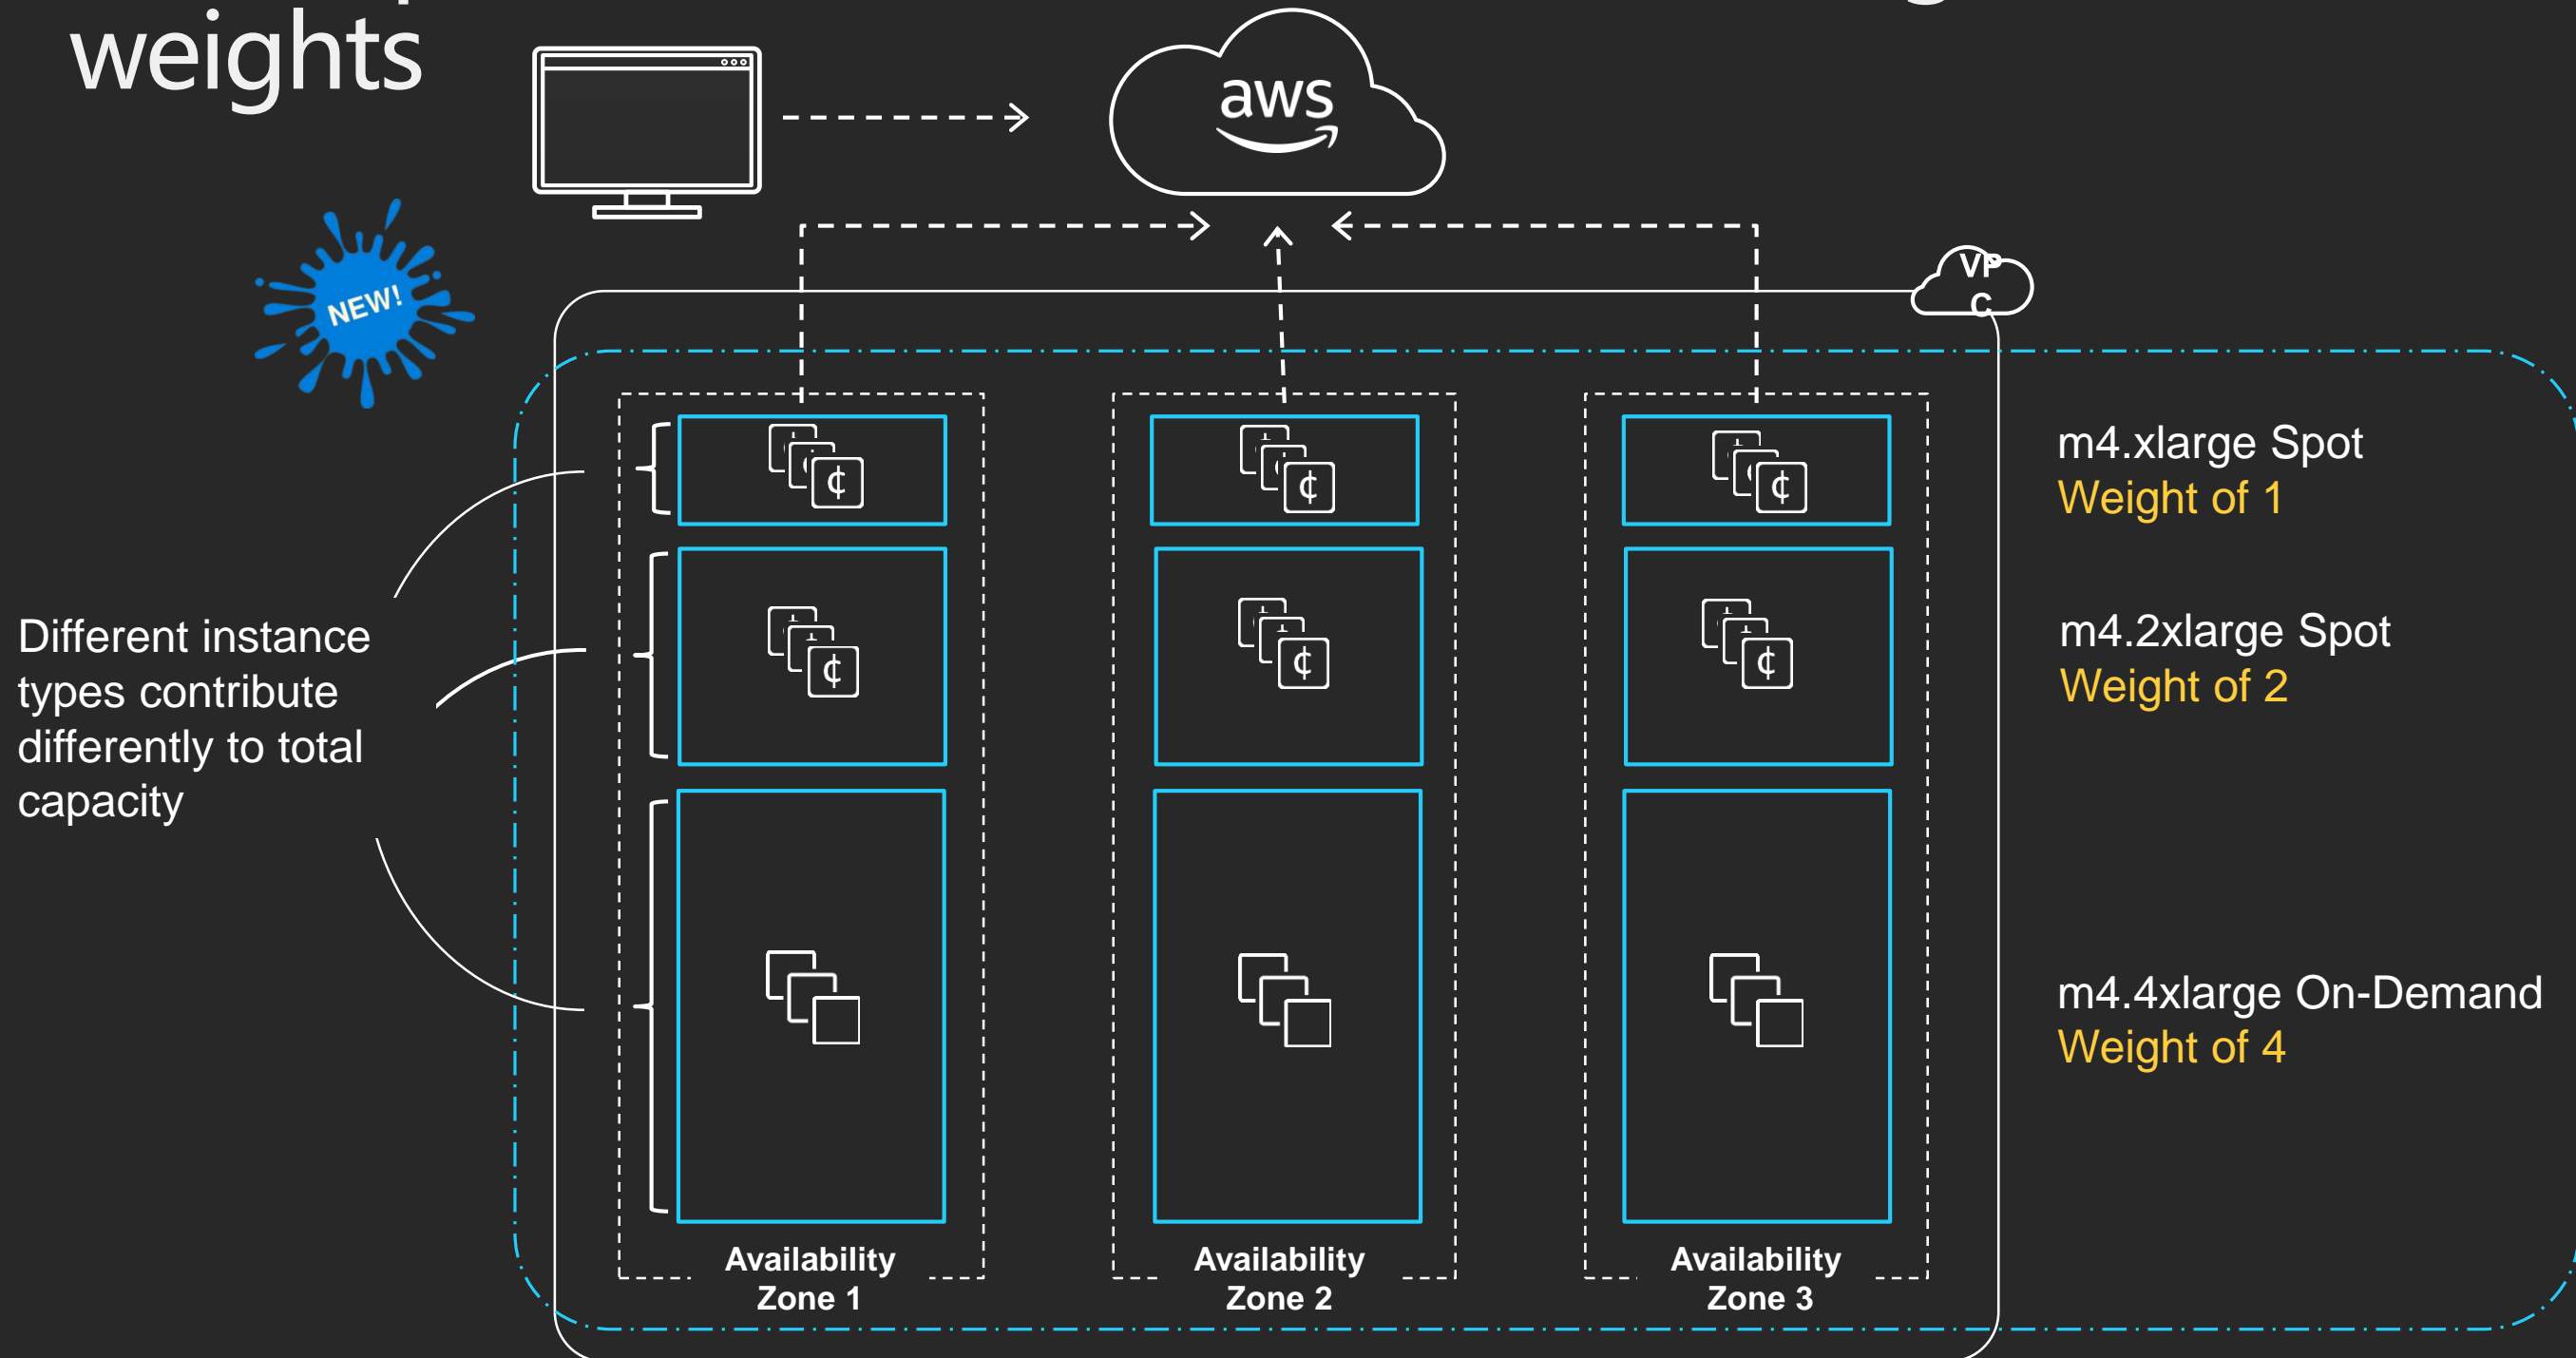 weights
aws
NEW!
VP
C
m4.xlarge Spot
Weight of 1
m4.2xlarge Spot
Weight of 2
Different instance
types contribute
differently to total
capacity
m4.4xlarge On-Demand
Weight of 4
¢
¢
¢
¢
¢
¢
Availability
Zone 1
Availability
Zone 2
Availability
Zone 3